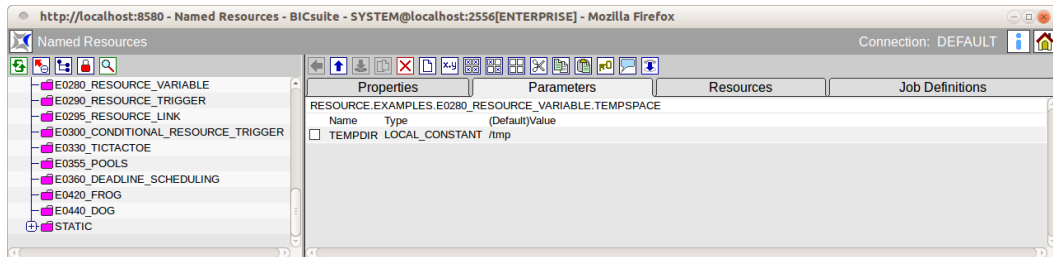 http://localhost:8580 - Named Resources - BICsuite - SYSTEM@localhost:2556[ENTERPRISE] - Mozilla Firefox
Named Resources
Connection: DEFAULT
x.y
E0280_RESOURCE_VARIABLE
E0290_RESOURCE_TRIGGER
E0295_RESOURCE_LINK
E0300_CONDITIONAL_RESOURCE_TRIGGER
E0330_TICTACTOE
E0355_POOLS
E0360_DEADLINE_SCHEDULING
E0420_FROG
E0440_DOG
STATIC
Properties Parameters Resources Job Definitions
RESOURCE.EXAMPLES.E0280_RESOURCE_VARIABLE.TEMPSPACE
Name Type (Default)Value
TEMPDIR LOCAL_CONSTANT /tmp